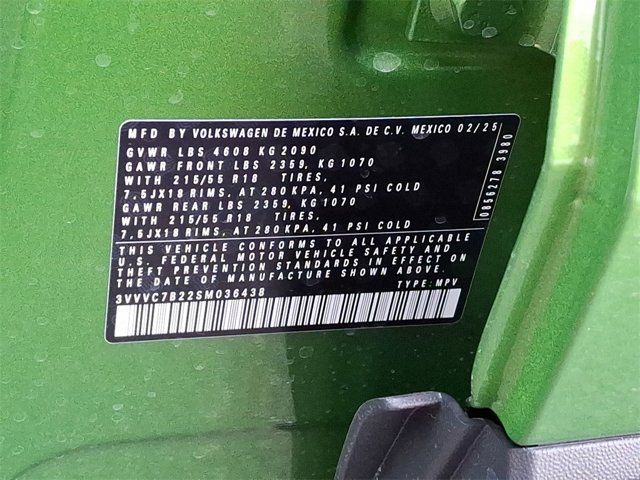 MFD BY VOLKSWAGEN DE MEXICO S.A. DE C.V. MEXICO 02/25
GVWR LBS 4608 KG 2090
GAWR FRONT LBS 2359, KG 1070
WITH 215/55 R18 TIRES,
7,5JX18 RIMS, AT 280 KPA, 41 PSI COLD
GAWR REAR LBS 2359, KG 1070
WITH 215/55 R18 TIRES,
7,5JX18 RIMS, AT 280 KPA, 41 PSI COLD
THIS VEHICLE CONFORMS TO ALL APPLICABLE
U.S. FEDERAL MOTOR VEHICLE SAFETY AND
THEFT PREVENTION STANDARDS IN EFFECT ON
THE DATE OF MANUFACTURE SHOWN ABOVE.
3VVVC7B22SM036438 TYPE: MPV
0856278 3980